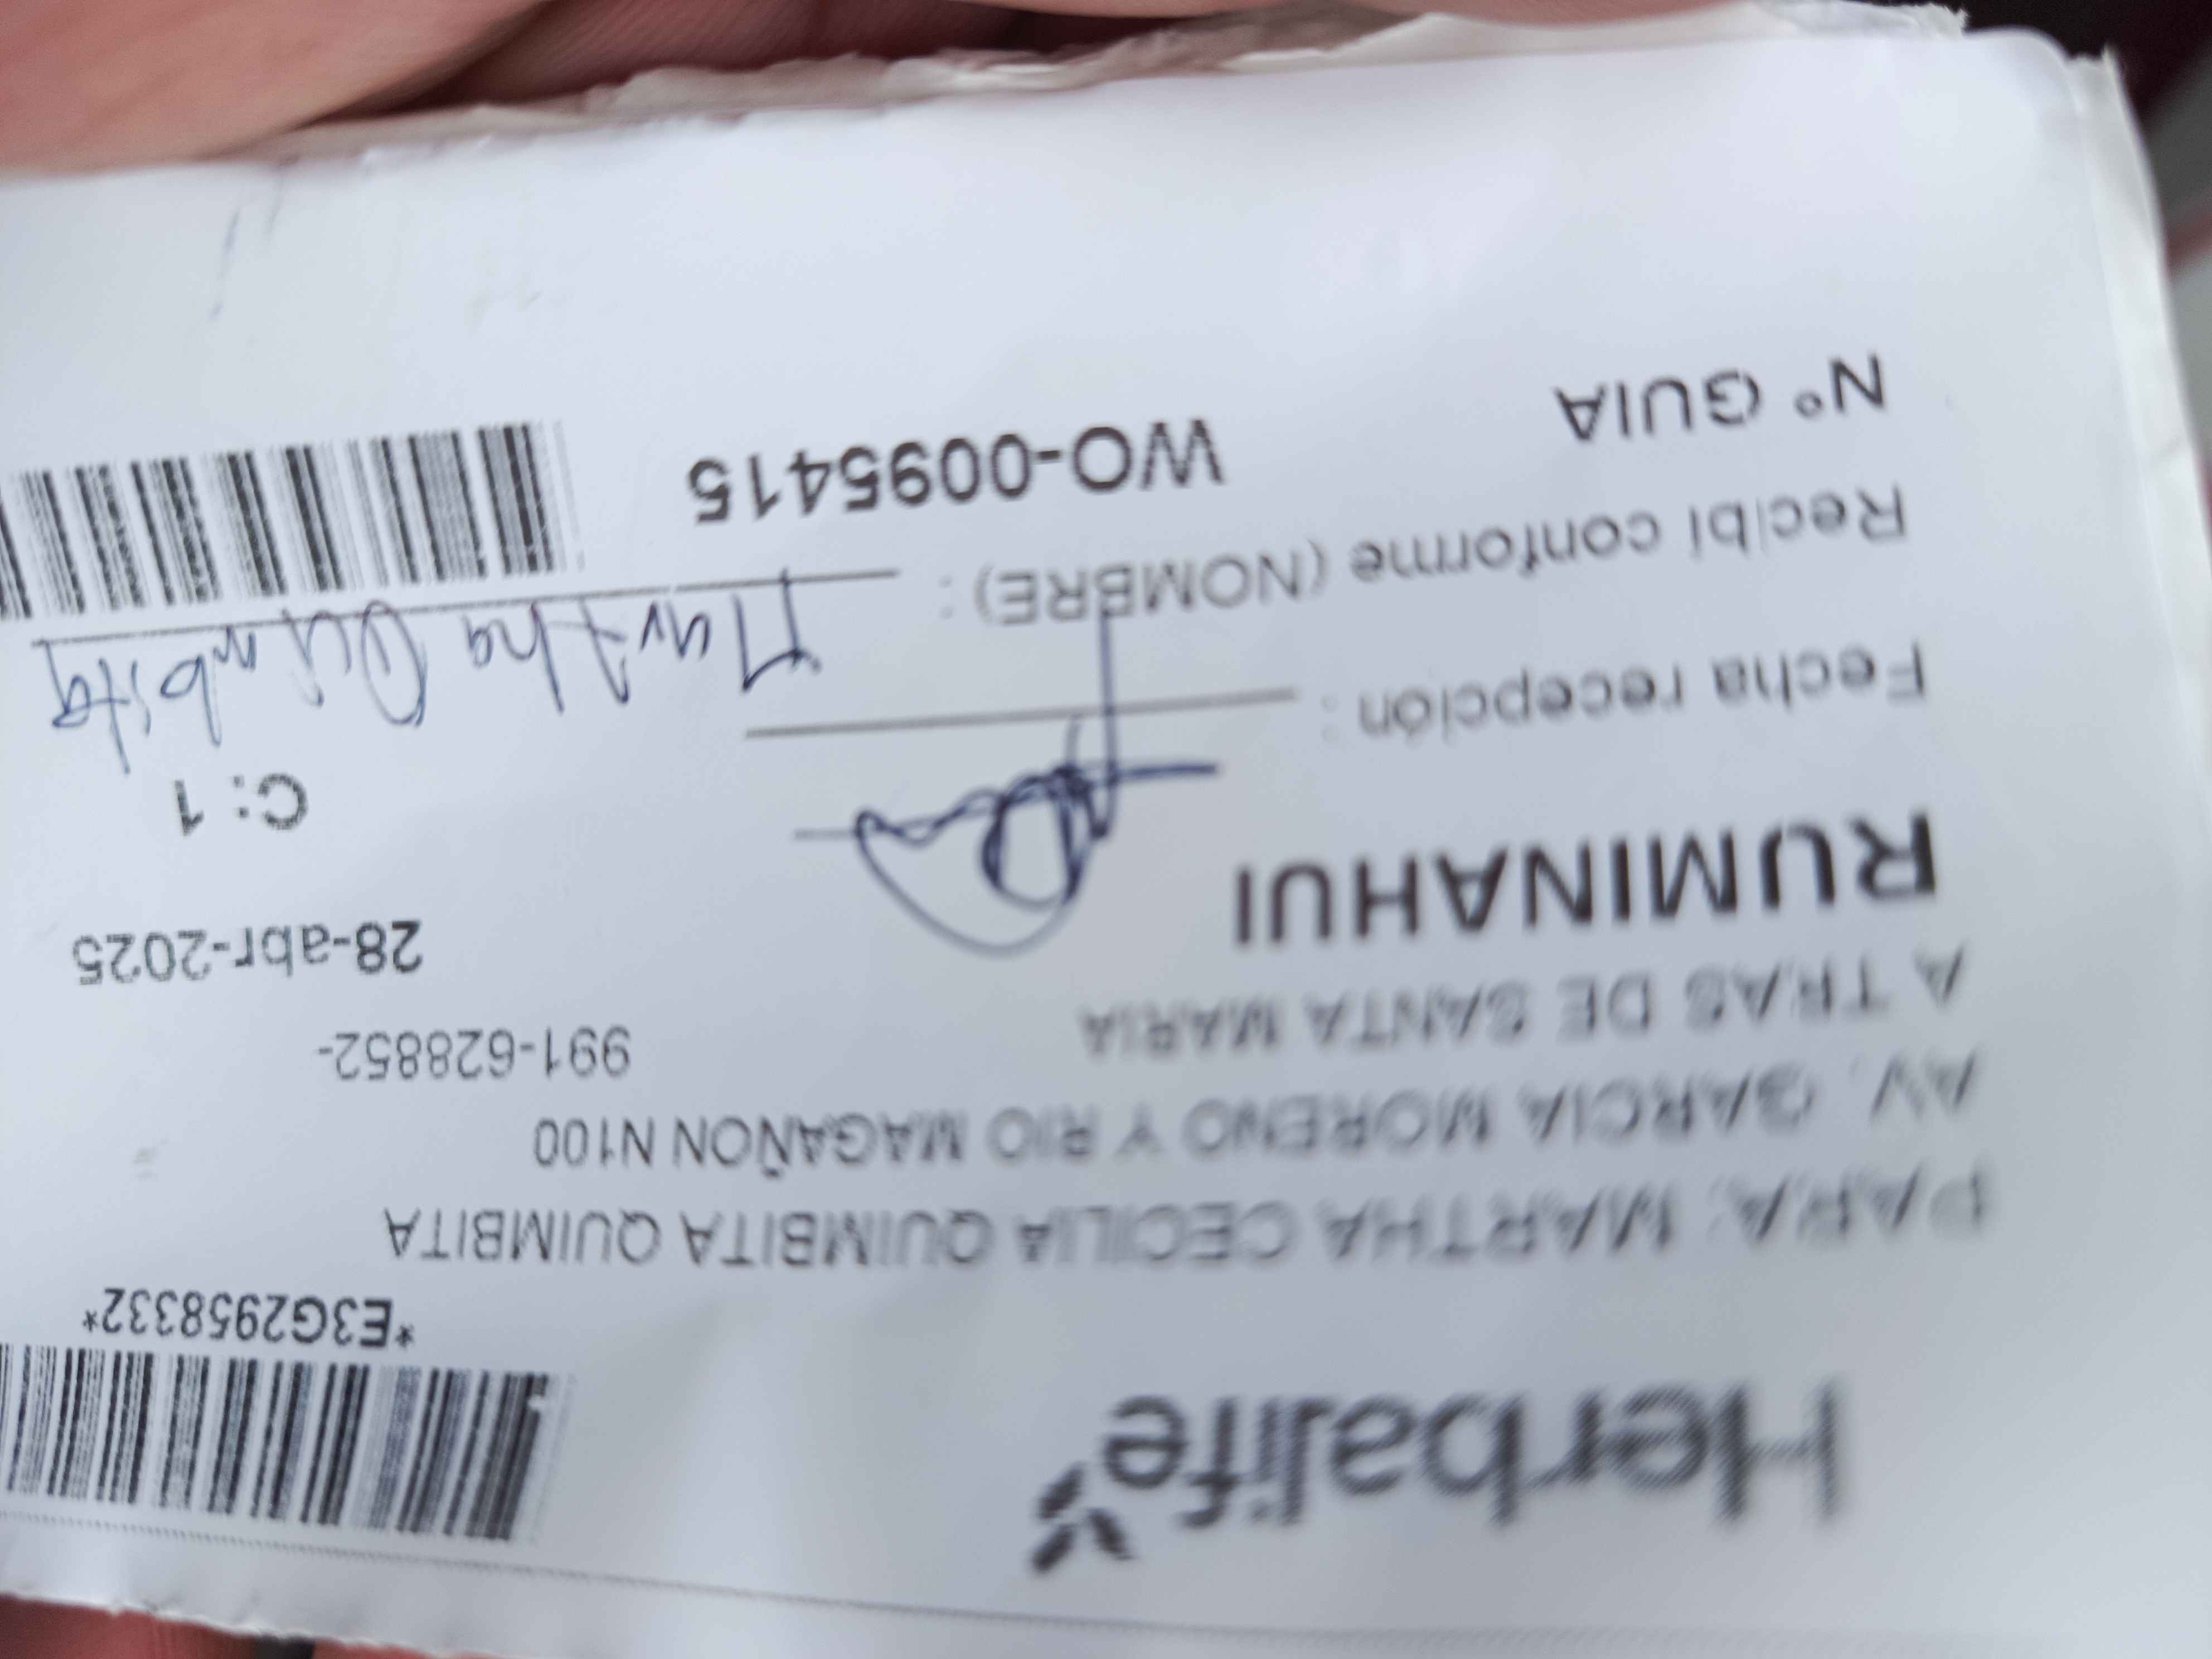 Herbalife
*E3G2958332*
PARA: MARTHA CECILIA QUIMBITA QUIMBITA
AV. GARCIA MORENO Y RIO MAGAÑON N100
A TRAS DE SANTA MARIA
991-628852-
RUMINAHUI
28-abr-2025
C: 1
Fecha recepción :
Recibi conforme (NOMBRE) : Martha Quimbita
N° GUIA
WO-0095415